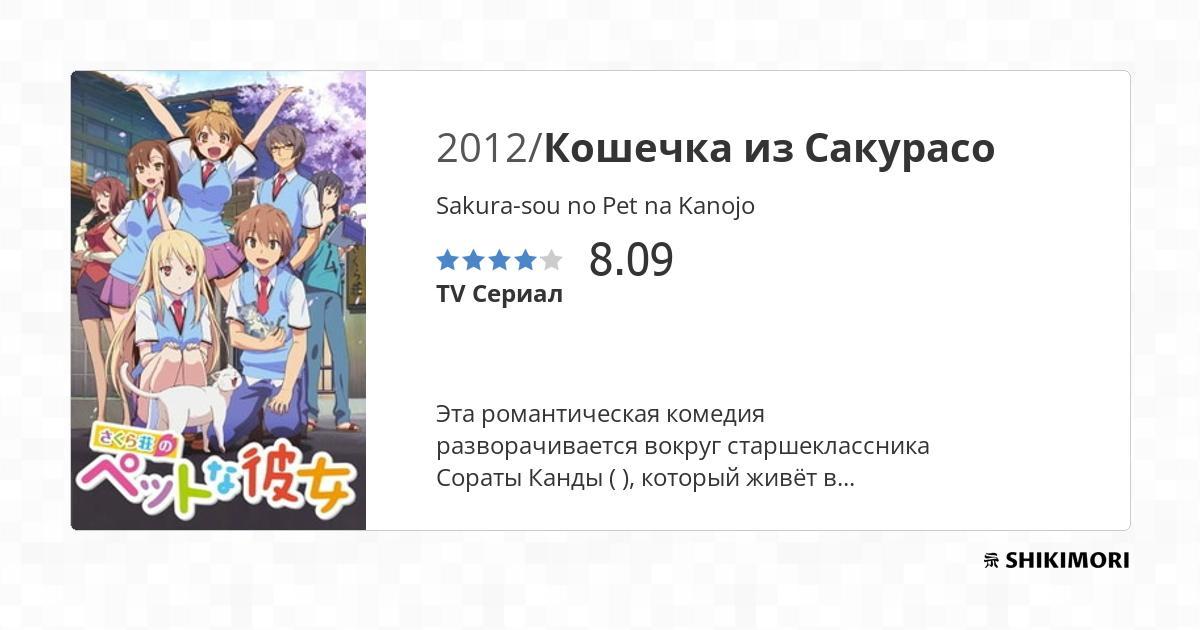 2012/Кошечка из Сакурасо
Sakura-sou no Pet na Kanojo
8.09
TV Сериал
Эта романтическая комедия
разворачивается вокруг старшеклассника
Сораты Канды ( ), который живёт в...
さくら荘の
ペットな彼女
SHIKIMORI